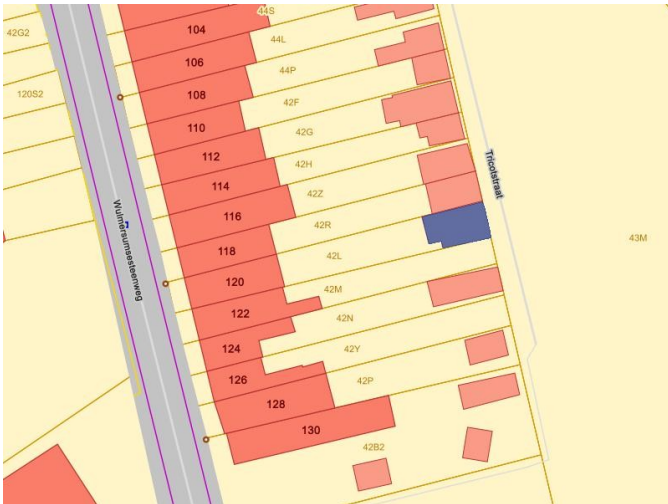 44S
42G2
104
44L
106
44P
120S2
108
42F
110
42G
112
42H
114
42Z
116
42R
118
42L
120
42M
122
42N
124
42Y
126
42P
128
130
42B2
Wulmersumsesteenweg
Tricotstraat
43M